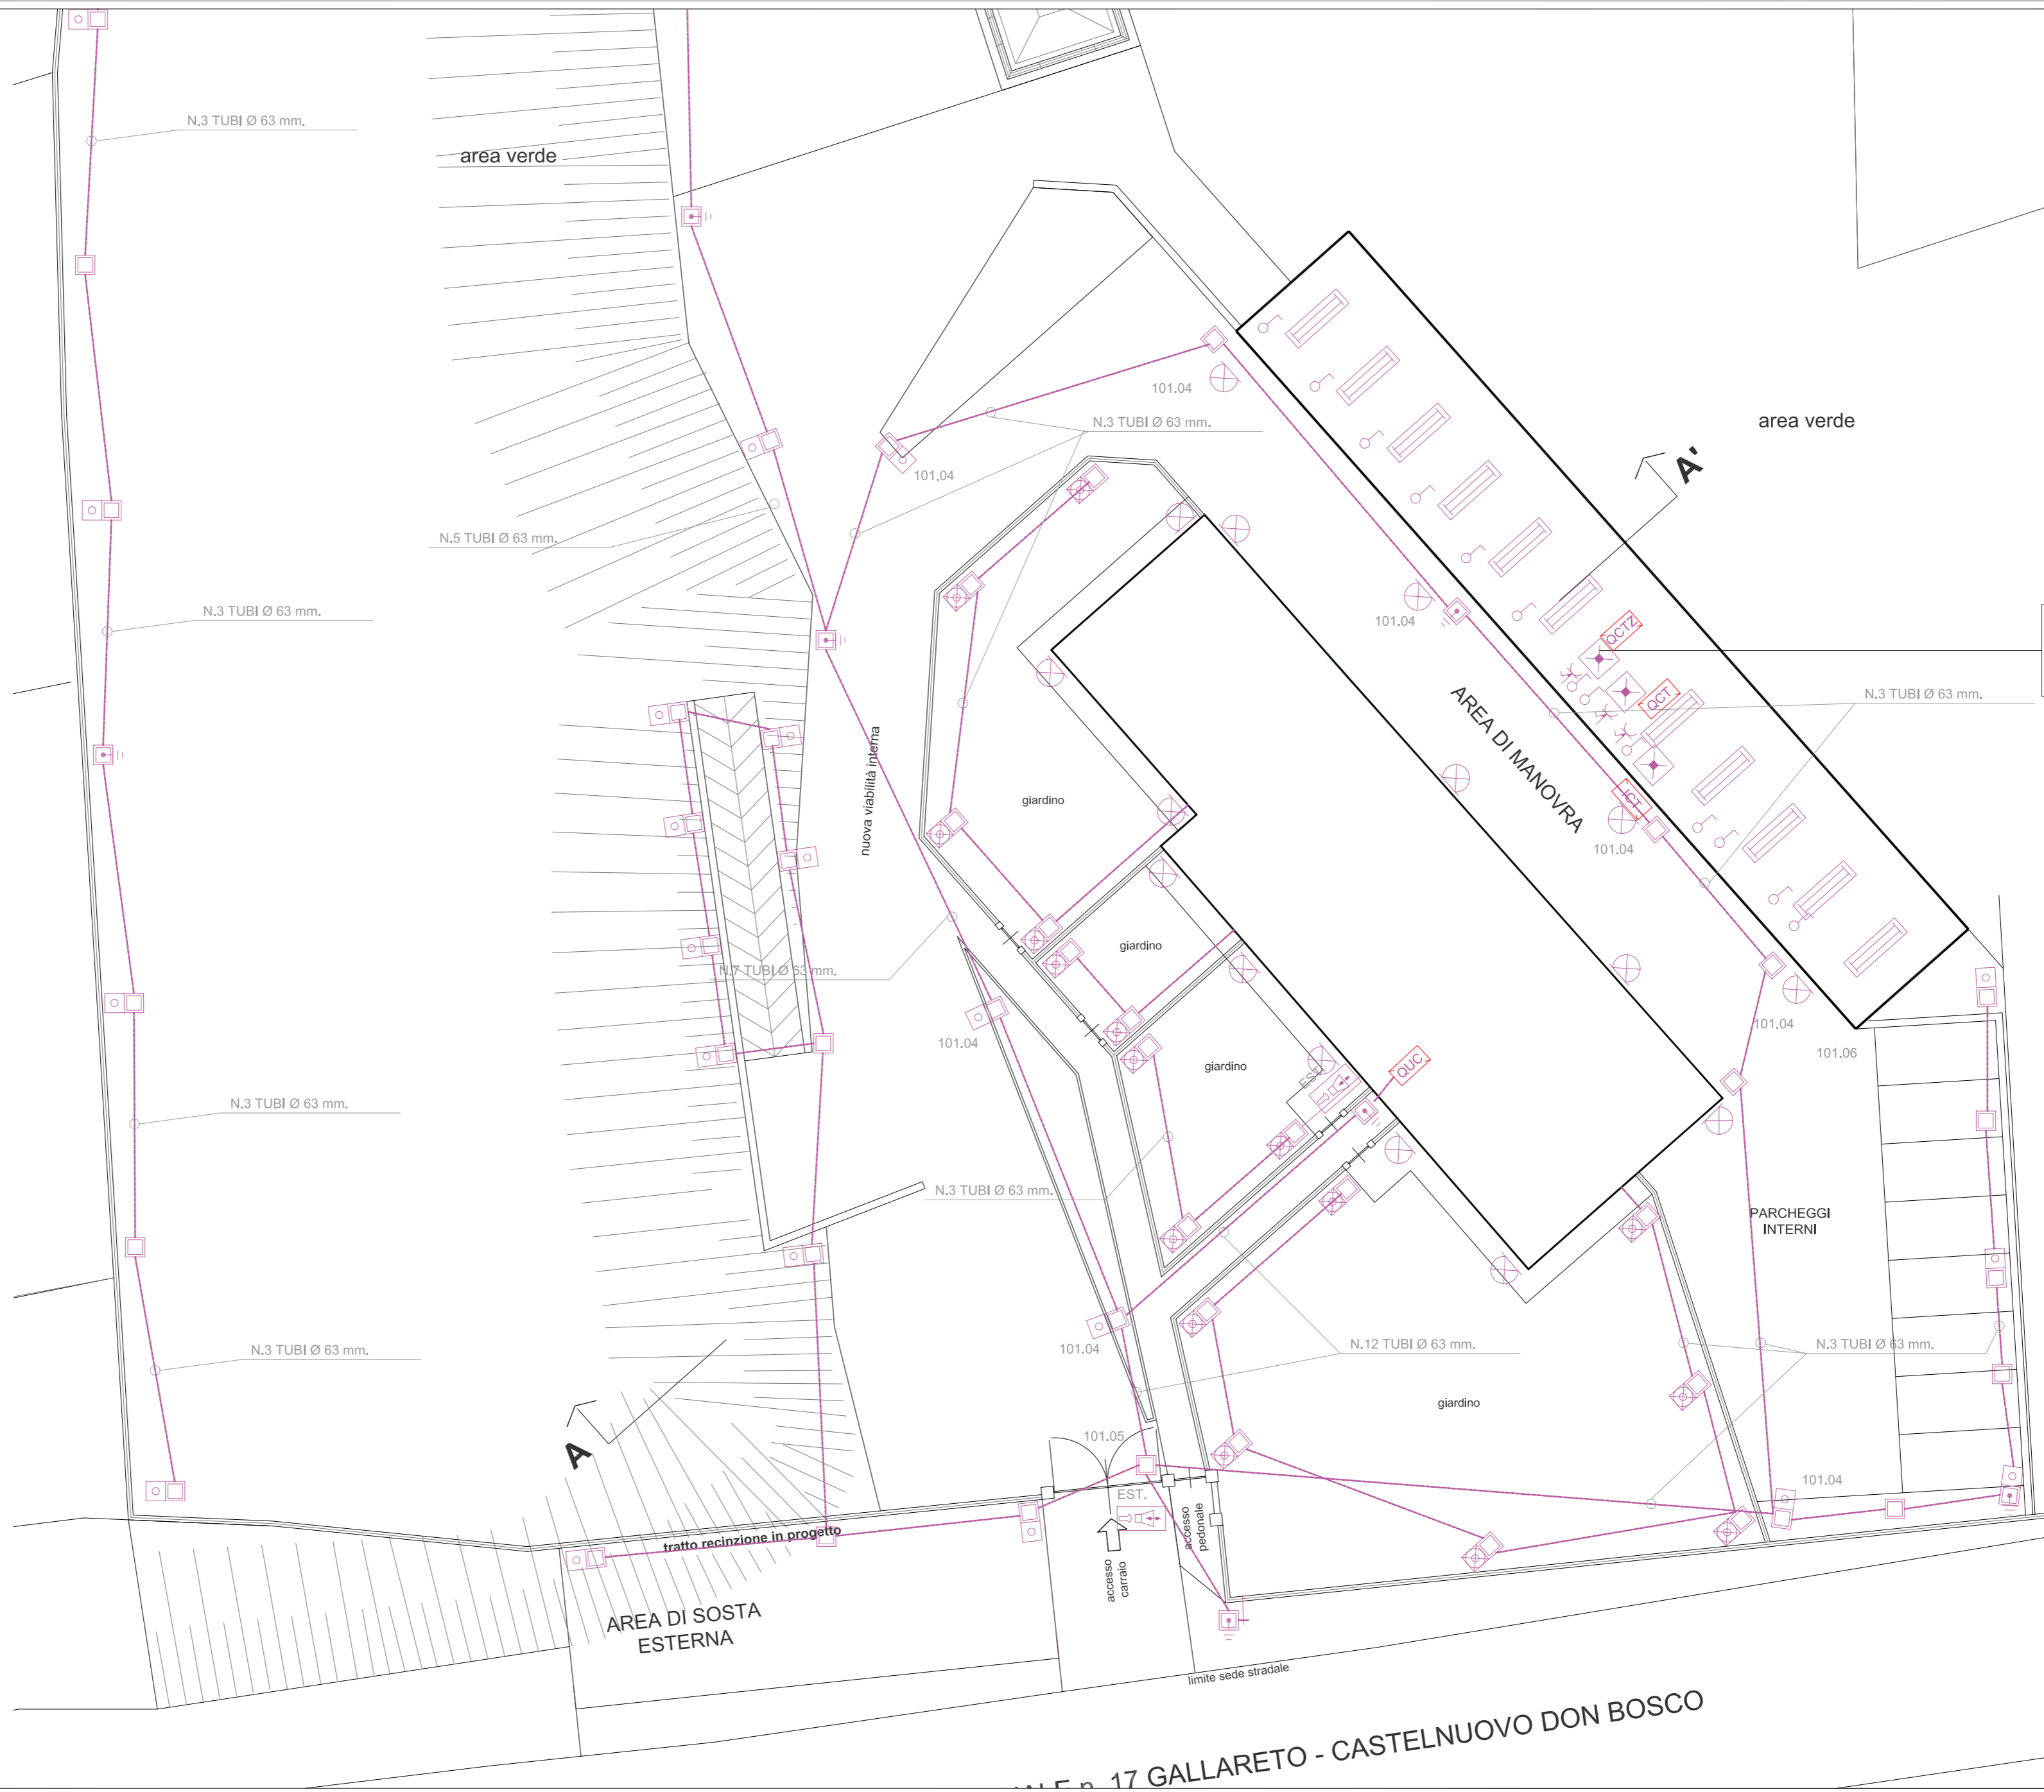 N.3 TUBI Ø 63 mm.
area verde
101.04
N.3 TUBI Ø 63 mm.
area verde
101.04
A'
N.5 TUBI Ø 63 mm.
N.3 TUBI Ø 63 mm.
101.04
QCTZ
QCT
N.3 TUBI Ø 63 mm.
AREA DI MANOVRA
nuova viabilità interna
giardino
ICT
101.04
giardino
N.7 TUBI Ø 63 mm.
101.04
101.04
101.06
giardino
EST.
QUC
N.3 TUBI Ø 63 mm.
N.3 TUBI Ø 63 mm.
PARCHEGGI
INTERNI
101.04
N.12 TUBI Ø 63 mm.
N.3 TUBI Ø 63 mm.
N.3 TUBI Ø 63 mm.
giardino
A
101.05
101.04
EST.
accesso
pedonale
tratto recinzione in progetto
accesso
carraio
AREA DI SOSTA
ESTERNA
limite sede stradale
n. 17 GALLARETO - CASTELNUOVO DON BOSCO